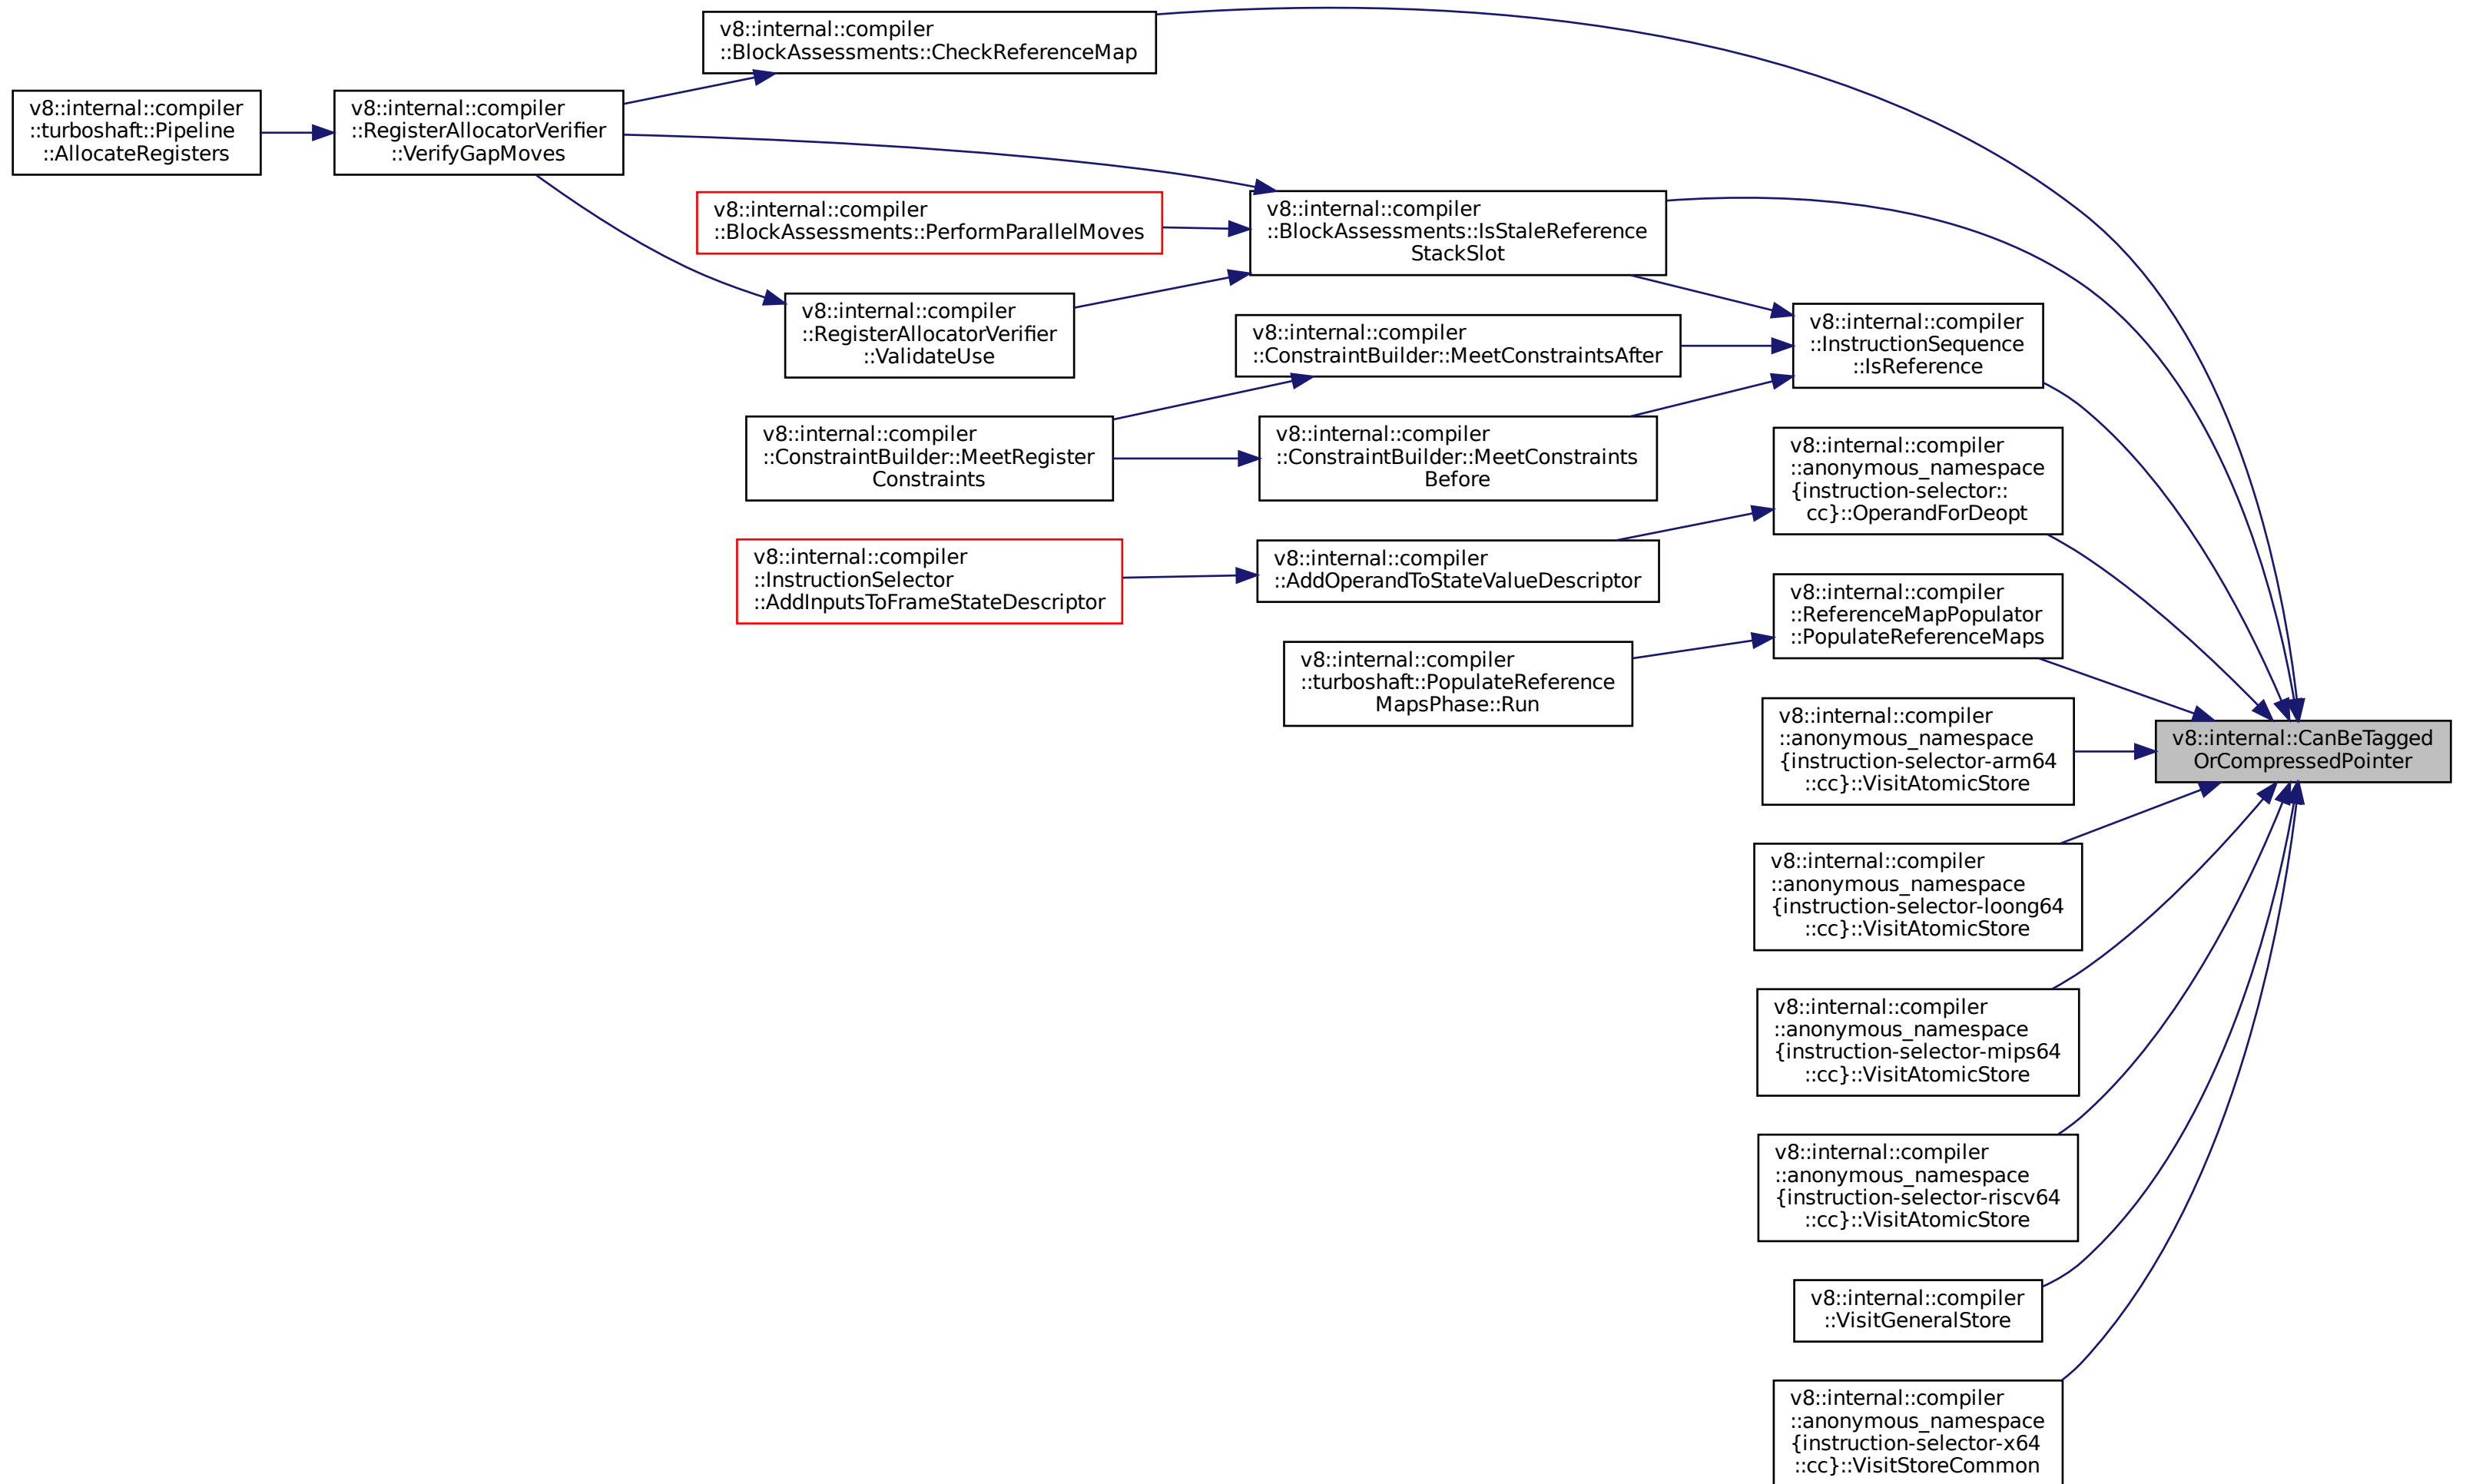 v8::internal::compiler
::BlockAssessments::CheckReferenceMap
v8::internal::compiler
::turboshaft::Pipeline
::AllocateRegisters
v8::internal::compiler
::RegisterAllocatorVerifier
::VerifyGapMoves
v8::internal::compiler
::BlockAssessments::PerformParallelMoves
v8::internal::compiler
::BlockAssessments::IsStaleReference
StackSlot
v8::internal::compiler
::RegisterAllocatorVerifier
::ValidateUse
v8::internal::compiler
::ConstraintBuilder::MeetConstraintsAfter
v8::internal::compiler
::InstructionSequence
::IsReference
v8::internal::compiler
::ConstraintBuilder::MeetRegister
Constraints
v8::internal::compiler
::ConstraintBuilder::MeetConstraints
Before
v8::internal::compiler
::anonymous_namespace
{instruction-selector::
cc}::OperandForDeopt
v8::internal::compiler
::InstructionSelector
::AddInputsToFrameStateDescriptor
v8::internal::compiler
::AddOperandToStateValueDescriptor
v8::internal::compiler
::ReferenceMapPopulator
::PopulateReferenceMaps
v8::internal::compiler
::turboshaft::PopulateReference
MapsPhase::Run
v8::internal::compiler
::anonymous_namespace
{instruction-selector-arm64
::cc}::VisitAtomicStore
v8::internal::CanBeTagged
OrCompressedPointer
v8::internal::compiler
::anonymous_namespace
{instruction-selector-loong64
::cc}::VisitAtomicStore
v8::internal::compiler
::anonymous_namespace
{instruction-selector-mips64
::cc}::VisitAtomicStore
v8::internal::compiler
::anonymous_namespace
{instruction-selector-riscv64
::cc}::VisitAtomicStore
v8::internal::compiler
::VisitGeneralStore
v8::internal::compiler
::anonymous_namespace
{instruction-selector-x64
::cc}::VisitStoreCommon